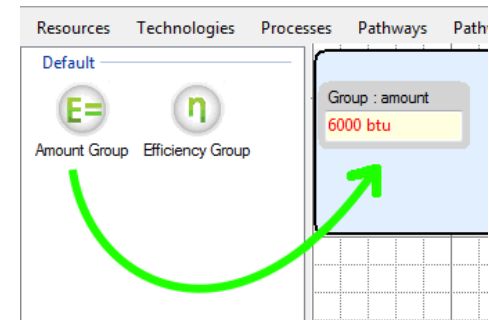 Resources Technologies Processes Pathways
Default
E= η
Amount Group Efficiency Group
Group : amount
6000 btu